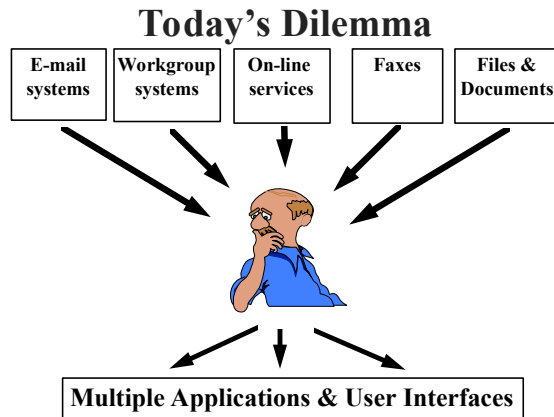 Today’s Dilemma
E-mail
systems
Workgroup
systems
On-line
services
Faxes
Files &
Documents
Multiple Applications & User Interfaces